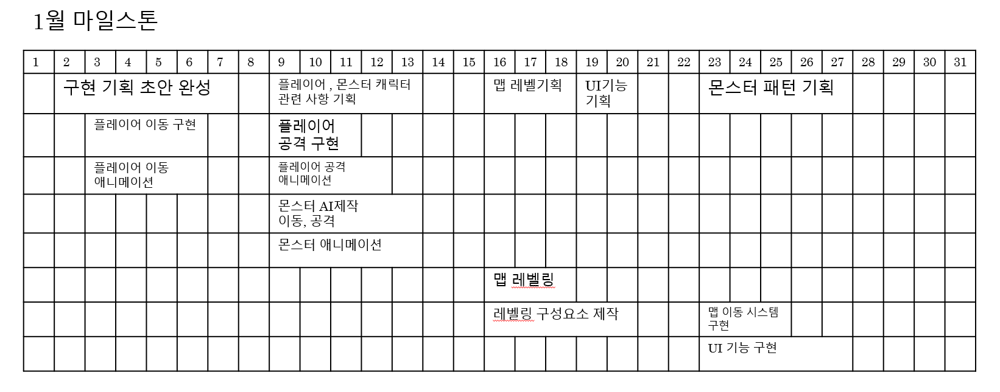 1월 마일스톤
1 2 3 4 5 6 7 8 9 10 11 12 13 14 15 16 17 18 19 20 21 22 23 24 25 26 27 28 29 30 31
구현 기획 초안 완성
플레이어 , 몬스터 캐릭터
관련 사항 기획
맵 레벨기획
UI기능
기획
몬스터 패턴 기획
플레이어 이동 구현
플레이어
공격 구현
플레이어 이동
애니메이션
플레이어 공격
애니메이션
몬스터 AI제작
이동, 공격
몬스터 애니메이션
맵 레벨링
레벨링 구성요소 제작
맵 이동 시스템
구현
UI 기능 구현